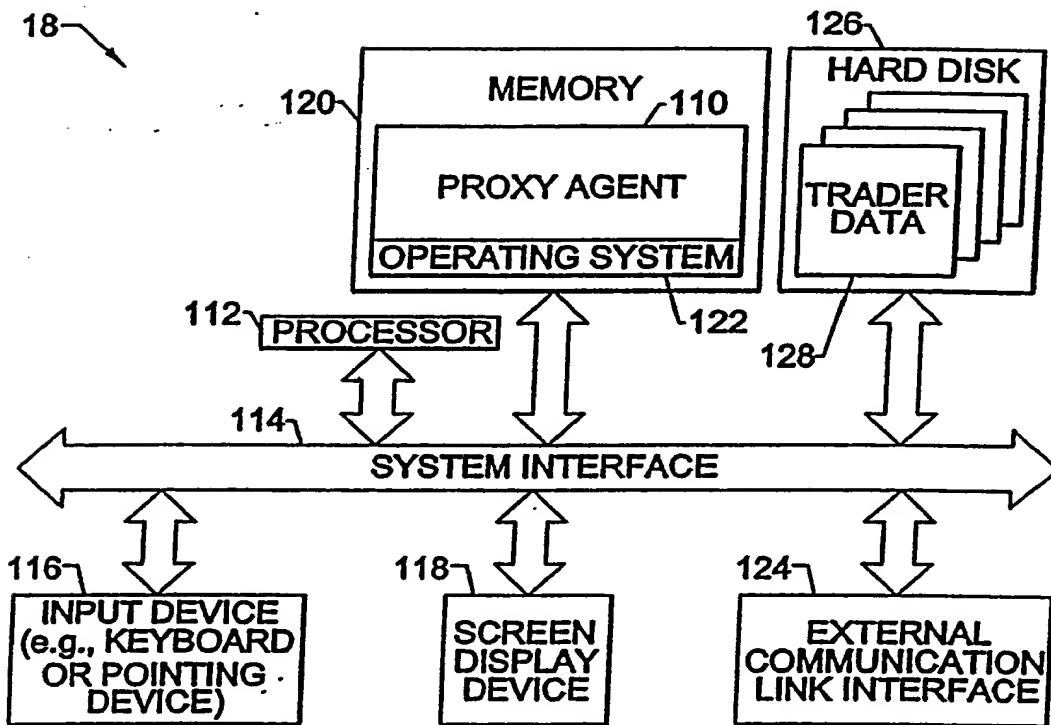 18
126
HARD DISK
MEMORY
120
110
PROXY AGENT
TRADER
DATA
OPERATING SYSTEM
112
PROCESSOR
122
128
114
SYSTEM INTERFACE
116
118
124
INPUT DEVICE
(e.g., KEYBOARD
OR POINTING
DEVICE)
SCREEN
DISPLAY
DEVICE
EXTERNAL
COMMUNICATION
LINK INTERFACE